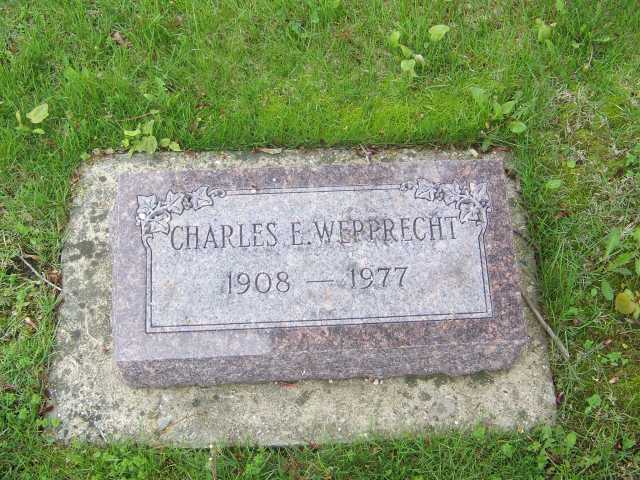 CHARLES E. WEPPRECHT
1908 — 1977